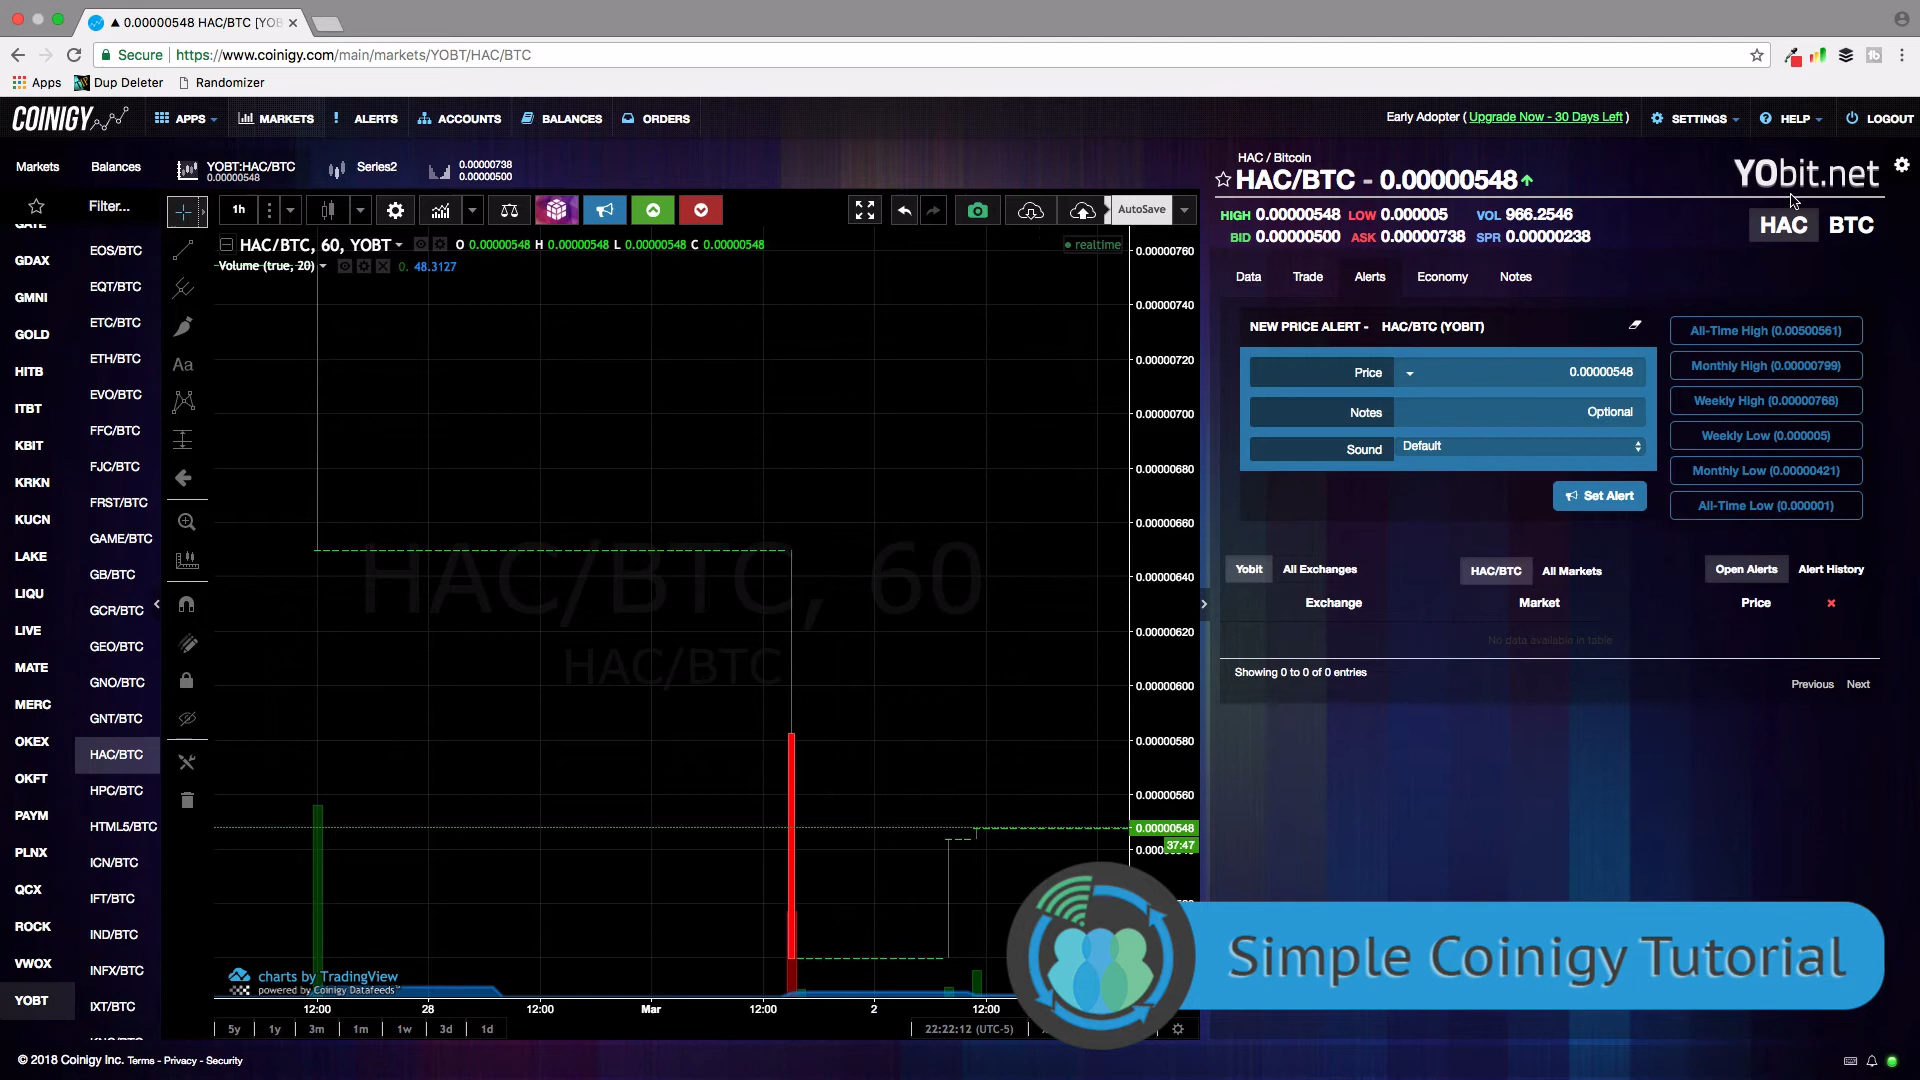 ▲ 0.00000548 HAC/BTC [YOB
Secure https://www.coinigy.com/main/markets/YOBT/HAC/BTC
Apps Dup Deleter Randomizer
COINIGY APPS MARKETS ALERTS ACCOUNTS BALANCES ORDERS
Early Adopter ( Upgrade Now - 30 Days Left ) SETTINGS HELP LOGOUT
Markets Balances
YOBT:HAC/BTC
0.00000548
Series2
0.00000738
0.00000500
Filter...
GDAX
GMNI
GOLD
HITB
ITBT
KBIT
KRKN
KUCN
LAKE
LIQU
LIVE
MATE
MERC
OKEX
OKFT
PAYM
PLNX
QCX
ROCK
VWOX
YOBT
EOS/BTC
EQT/BTC
ETC/BTC
ETH/BTC
EVO/BTC
FFC/BTC
FJC/BTC
FRST/BTC
GAME/BTC
GB/BTC
GCR/BTC
GEO/BTC
GNO/BTC
GNT/BTC
HAC/BTC
HPC/BTC
HTML5/BTC
ICN/BTC
IFT/BTC
IND/BTC
INFX/BTC
IXT/BTC
1h
AutoSave
HAC/BTC, 60, YOBT O 0.00000548 H 0.00000548 L 0.00000548 C 0.00000548
realtime
Volume (true, 20) 0. 48.3127
Aa
HAC/BTC, 60
HAC/BTC
0.00000760
0.00000740
0.00000720
0.00000700
0.00000680
0.00000660
0.00000640
0.00000620
0.00000600
0.00000580
0.00000560
0.00000548
37:47
charts by TradingView
powered by Coinigy Datafeeds
12:00 28 12:00 Mar 12:00 2 12:00
5y 1y 3m 1m 1w 3d 1d
22:22:12 (UTC-5)
HAC / Bitcoin
HAC/BTC - 0.00000548
YObit.net
HIGH 0.00000548 LOW 0.000005 VOL 966.2546
BID 0.00000500 ASK 0.00000738 SPR 0.00000238
HAC BTC
Data Trade Alerts Economy Notes
NEW PRICE ALERT - HAC/BTC (YOBIT)
Price 0.00000548
Notes Optional
Sound Default
Set Alert
All-Time High (0.00500561)
Monthly High (0.00000799)
Weekly High (0.00000768)
Weekly Low (0.000005)
Monthly Low (0.00000421)
All-Time Low (0.000001)
Yobit All Exchanges HAC/BTC All Markets Open Alerts Alert History
Exchange Market Price
No data available in table
Showing 0 to 0 of 0 entries
Previous Next
Simple Coinigy Tutorial
© 2018 Coinigy Inc. Terms - Privacy - Security